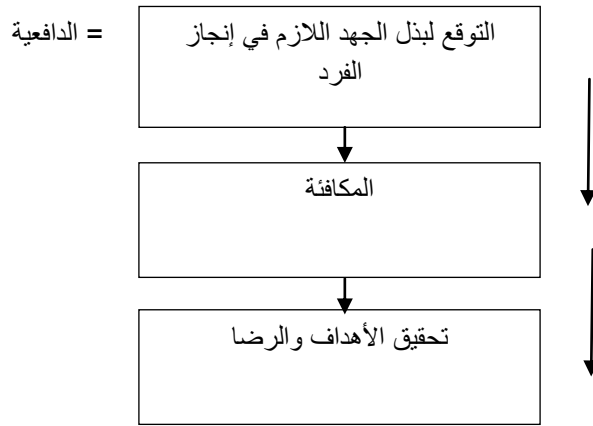 التوقع لبذل الجهد اللازم في إنجاز = الدافعية
الفرد
المكافئة
تحقيق الأهداف والرضا